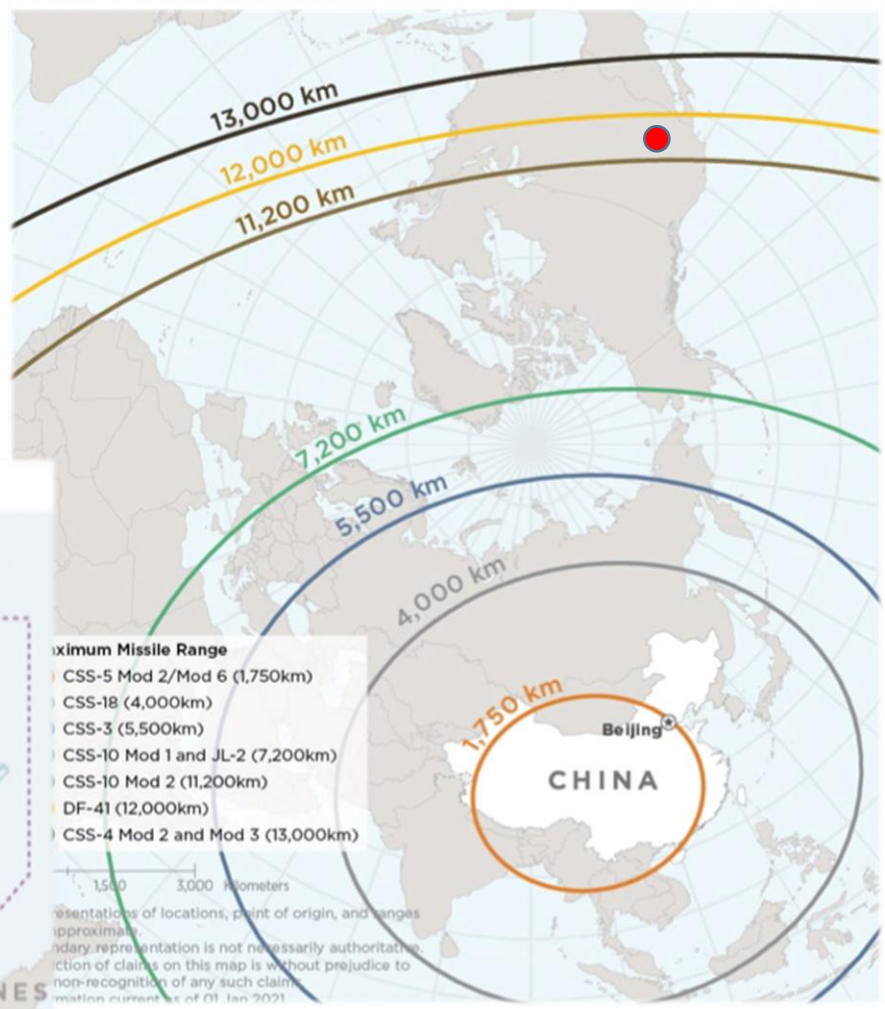 13,000 km
12,000 km
11,200 km
7,200 km
5,500 km
4,000 km
1,750 km
Beijing
CHINA
ximum Missile Range
CSS-5 Mod 2/Mod 6 (1,750km)
CSS-18 (4,000km)
CSS-3 (5,500km)
CSS-10 Mod 1 and JL-2 (7,200km)
CSS-10 Mod 2 (11,200km)
DF-41 (12,000km)
CSS-4 Mod 2 and Mod 3 (13,000km)
1,500 3,000 Kilometers
esentations of locations, point of origin, and ranges
approximate.
ndary representation is not necessarily authoritative.
ction of claims on this map is without prejudice to
non-recognition of any such claim
mation current as of 01 Jan 2021
NES